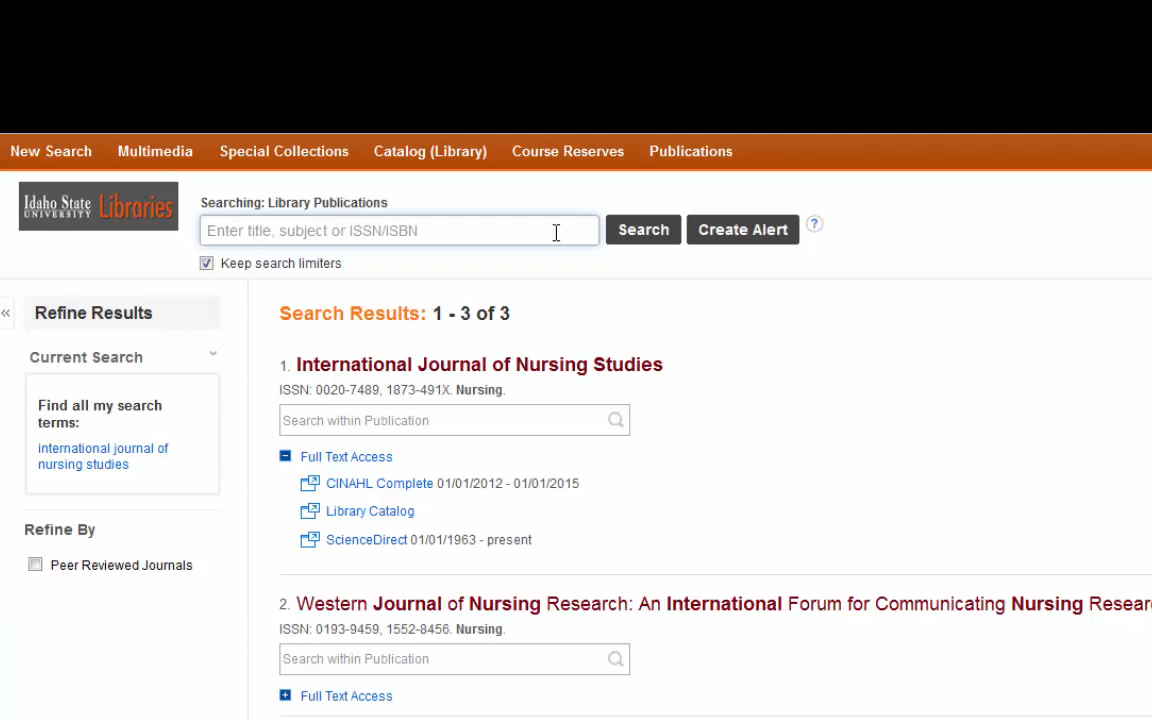 New Search Multimedia Special Collections Catalog (Library) Course Reserves Publications
Idaho State
UNIVERSITY Libraries
Searching: Library Publications
Enter title, subject or ISSN/ISBN Search Create Alert ?
Keep search limiters
« Refine Results
Search Results: 1 - 3 of 3
Current Search
Find all my search
terms:
international journal of
nursing studies
Refine By
Peer Reviewed Journals
1. International Journal of Nursing Studies
ISSN: 0020-7489, 1873-491X. Nursing.
Search within Publication
Full Text Access
CINAHL Complete 01/01/2012 - 01/01/2015
Library Catalog
ScienceDirect 01/01/1963 - present
2. Western Journal of Nursing Research: An International Forum for Communicating Nursing Resear
ISSN: 0193-9459, 1552-8456. Nursing.
Search within Publication
Full Text Access